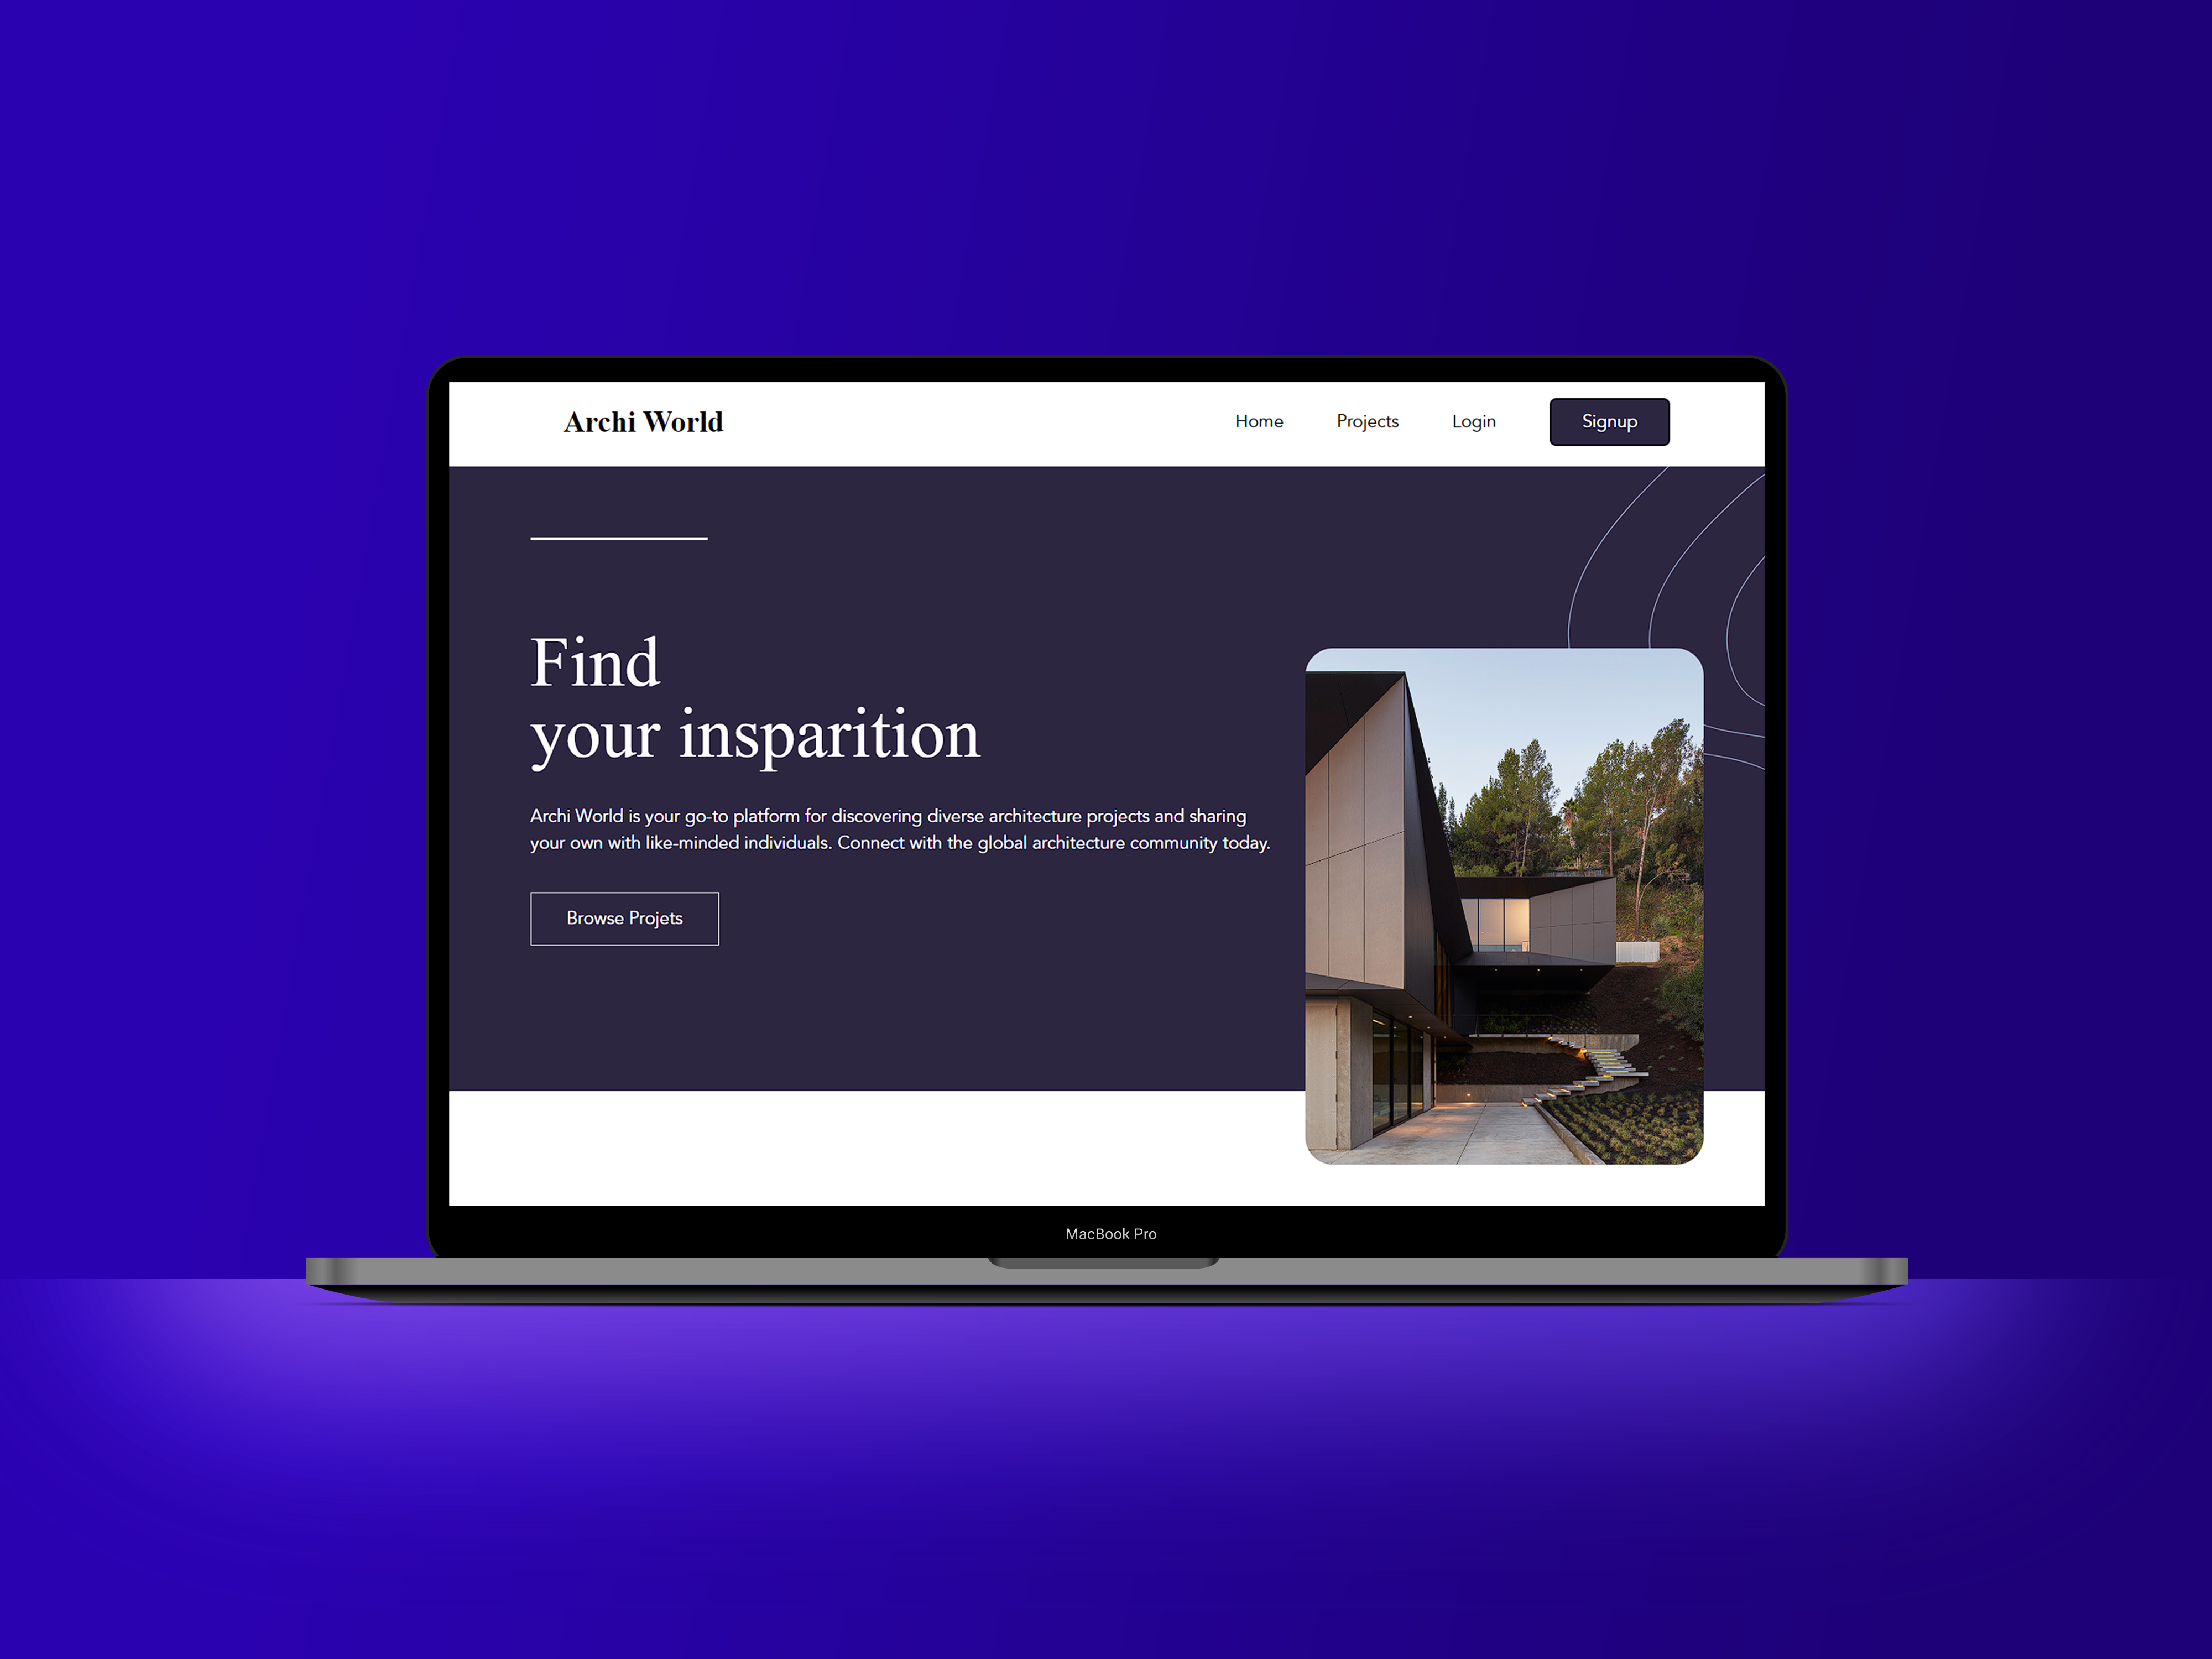 Archi World
Home Projects Login Signup
Find
your insparition
Archi World is your go-to platform for discovering diverse architecture projects and sharing
your own with like-minded individuals. Connect with the global architecture community today.
Browse Projets
MacBook Pro